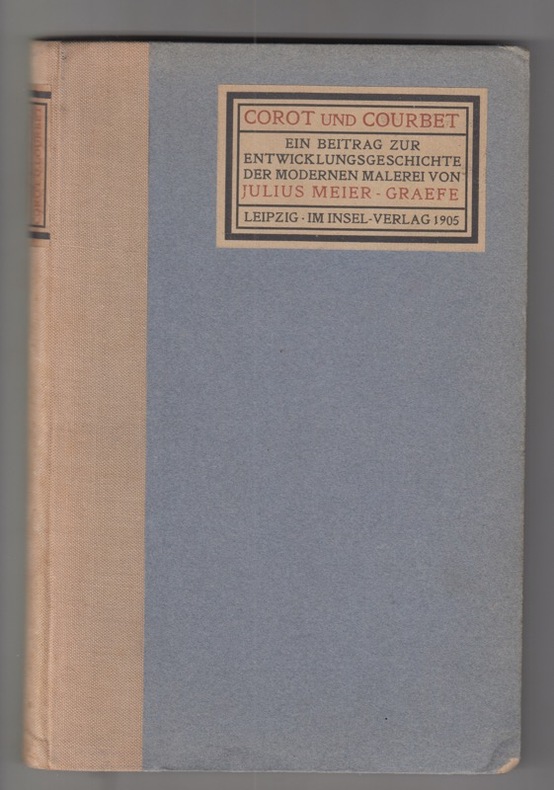 COROT UND COURBET
EIN BEITRAG ZUR
ENTWICKLUNGSGESCHICHTE
DER MODERNEN MALEREI VON
JULIUS MEIER-GRAEFE
LEIPZIG · IM INSEL-VERLAG 1905